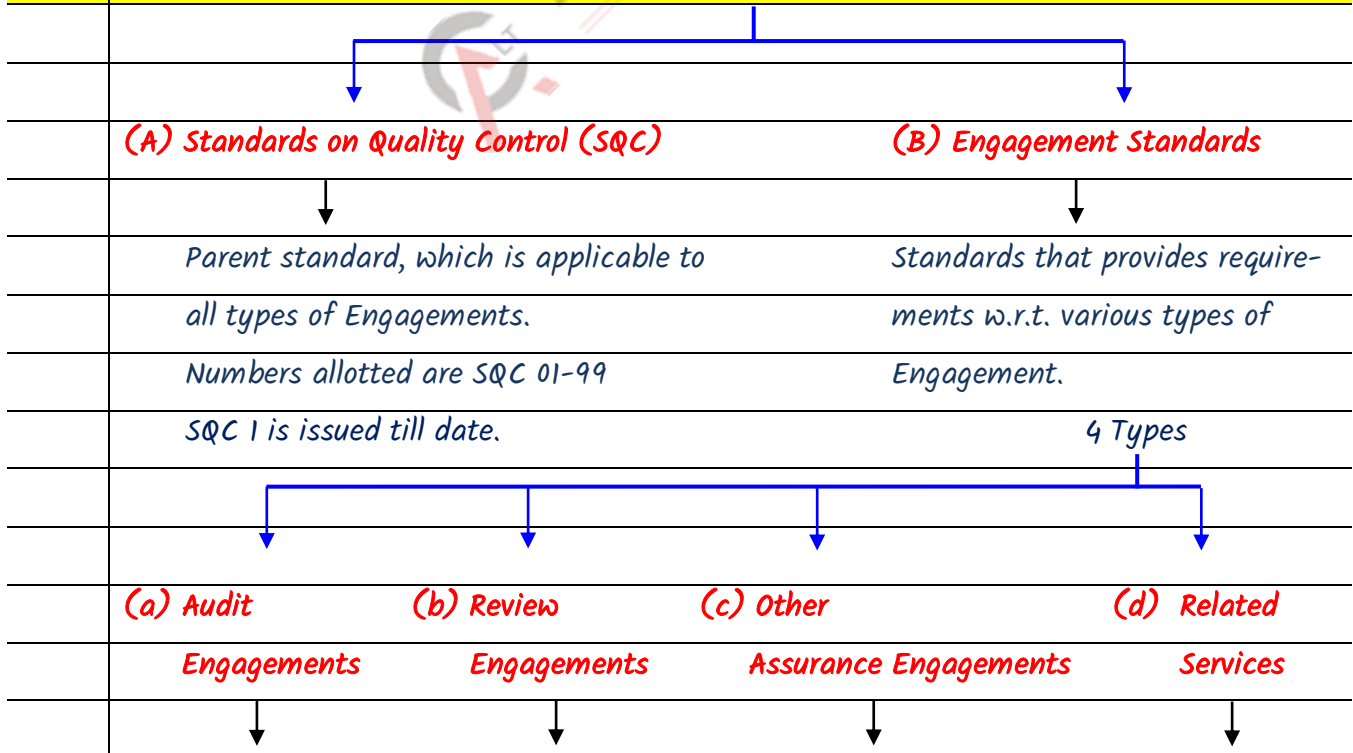 LT
(A) Standards on Quality Control (SQC)
(B) Engagement Standards
Parent standard, which is applicable to
all types of Engagements.
Numbers allotted are SQC 01-99
SQC 1 is issued till date.
Standards that provides require-
ments w.r.t. various types of
Engagement.
4 Types
(a) Audit
Engagements
(b) Review
Engagements
(c) Other
Assurance Engagements
(d) Related
Services